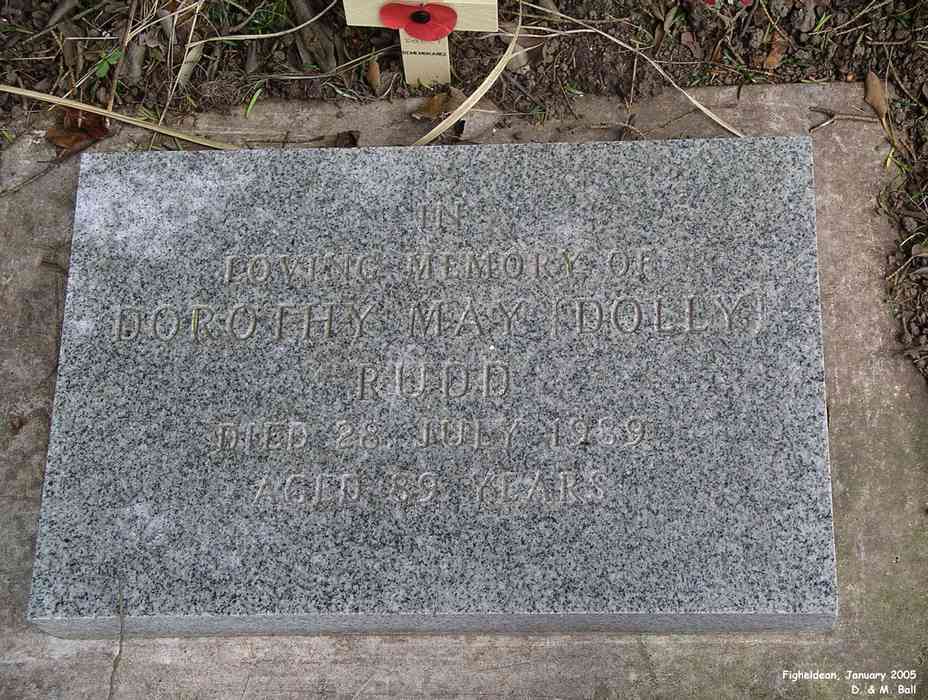 REMEMBRANCE
IN
LOVING MEMORY OF
DOROTHY MAY (DOLLY)
RUDD
DIED 28 JULY 1989
AGED 89 YEARS
Figheldean, January 2005
D. & M. Ball